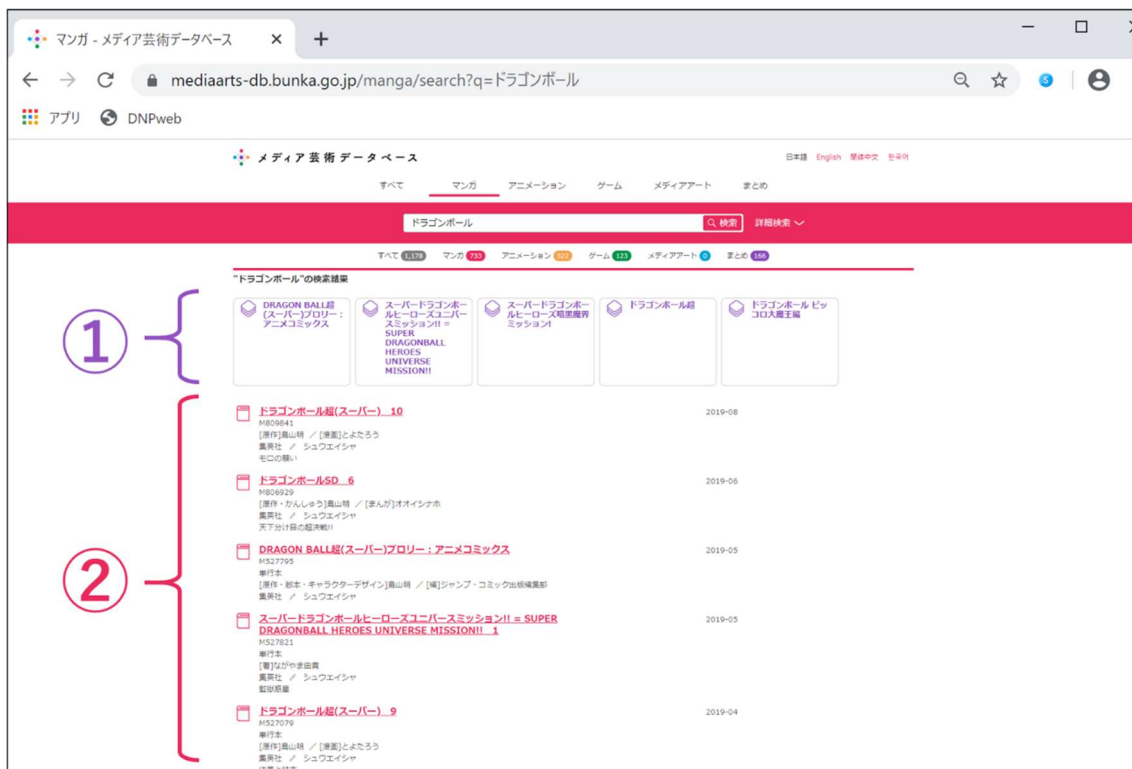 マンガ - メディア芸術データベース
mediaarts-db.bunka.go.jp/manga/search?q=ドラゴンボール
アプリ DNPweb
メディア芸術データベース
日本語 English 简体中文 한국어
すべて マンガ アニメーション ゲーム メディアアート まとめ
ドラゴンボール 検索 詳細検索
すべて 1,178 マンガ 733 アニメーション 322 ゲーム 123 メディアアート 0 まとめ 166
"ドラゴンボール"の検索結果
①
DRAGON BALL超
(スーパー)ブロリー:
アニメコミックス
スーパードラゴンボー
ルヒーローズユニバー
スミッション!! =
SUPER
DRAGONBALL
HEROES
UNIVERSE
MISSION!!
スーパードラゴンボー
ルヒーローズ暗黒魔界
ミッション!
ドラゴンボール超
ドラゴンボール ピッ
コロ大魔王編
②
ドラゴンボール超(スーパー) 10 2019-08
M809841
[原作]鳥山明 / [漫画]とよたろう
集英社 ∥ シュウエイシャ
モロの願い
ドラゴンボールSD 6 2019-06
M806929
[原作・かんしゅう]鳥山明 / [まんが]オオイシナホ
集英社 ∥ シュウエイシャ
天下分け目の超決戦!!
DRAGON BALL超(スーパー)ブロリー : アニメコミックス 2019-05
M527795
単行本
[原作・脚本・キャラクターデザイン]鳥山明 / [編]ジャンプ・コミック出版編集部
集英社 ∥ シュウエイシャ
スーパードラゴンボールヒーローズユニバースミッション!! = SUPER 2019-05
DRAGONBALL HEROES UNIVERSE MISSION!! 1
M527821
単行本
[著]ながやま由貴
集英社 ∥ シュウエイシャ
監獄惑星
ドラゴンボール超(スーパー) 9 2019-04
M527079
単行本
[原作]鳥山明 / [漫画]とよたろう
集英社 ∥ シュウエイシャ